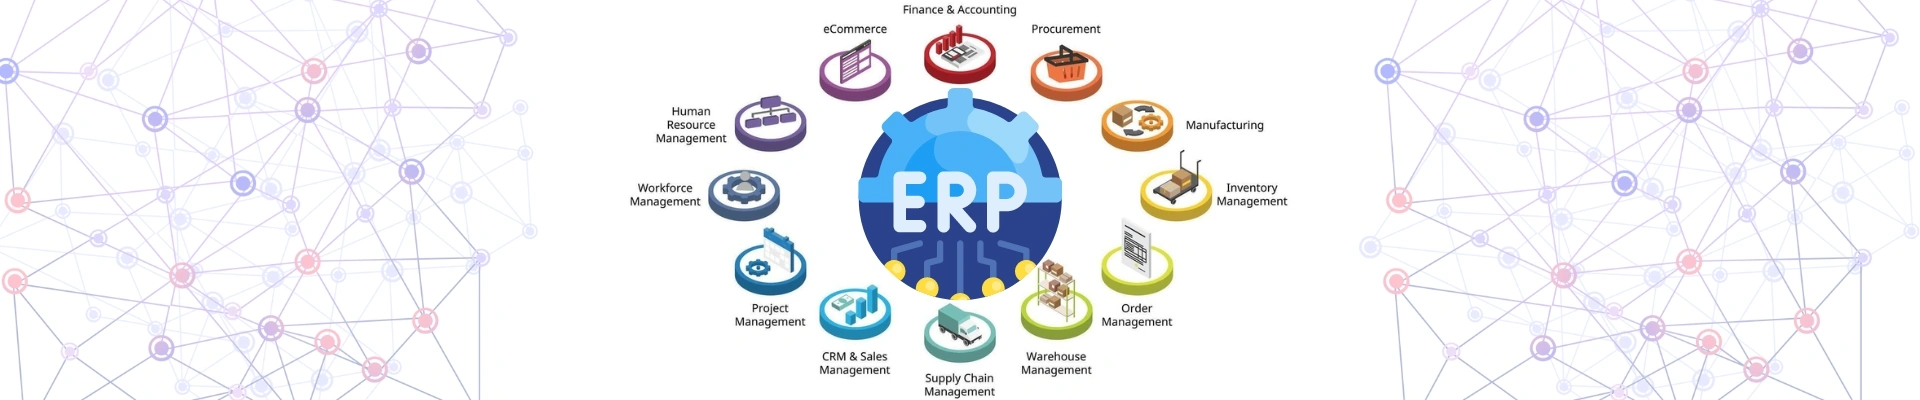 Finance & Accounting
eCommerce
Procurement
Human
Resource
Management
Manufacturing
Workforce
Management
ERP
Inventory
Management
Project
Management
Order
Management
CRM & Sales
Management
Warehouse
Management
Supply Chain
Management